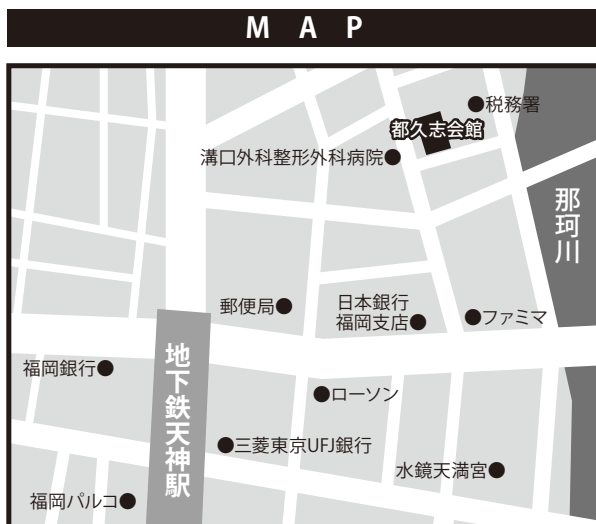 MAP
●税務署
都久志会館
溝口外科整形外科病院●
那珂川
郵便局●
日本銀行
福岡支店●
●ファミマ
地下鉄天神駅
福岡銀行●
●ローソン
●三菱東京UFJ銀行
水鏡天満宮●
福岡パルコ●